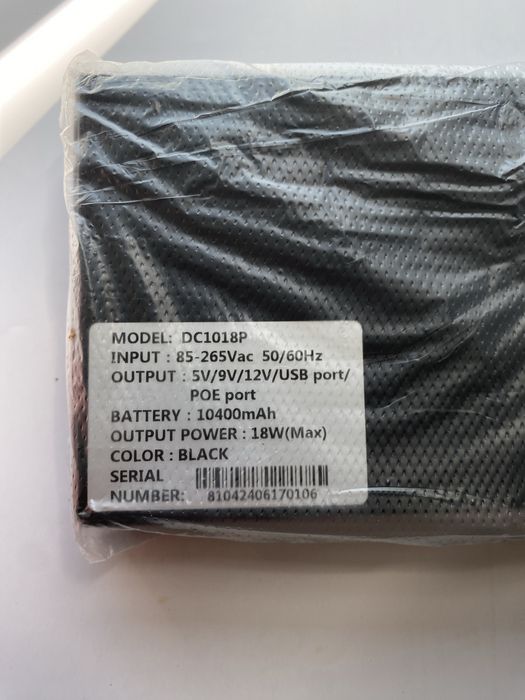 MODEL: DC1018P
INPUT : 85-265Vac 50/60Hz
OUTPUT : 5V/9V/12V/USB port/
POE port
BATTERY : 10400mAh
OUTPUT POWER : 18W(Max)
COLOR : BLACK
SERIAL
NUMBER: 81042406170106